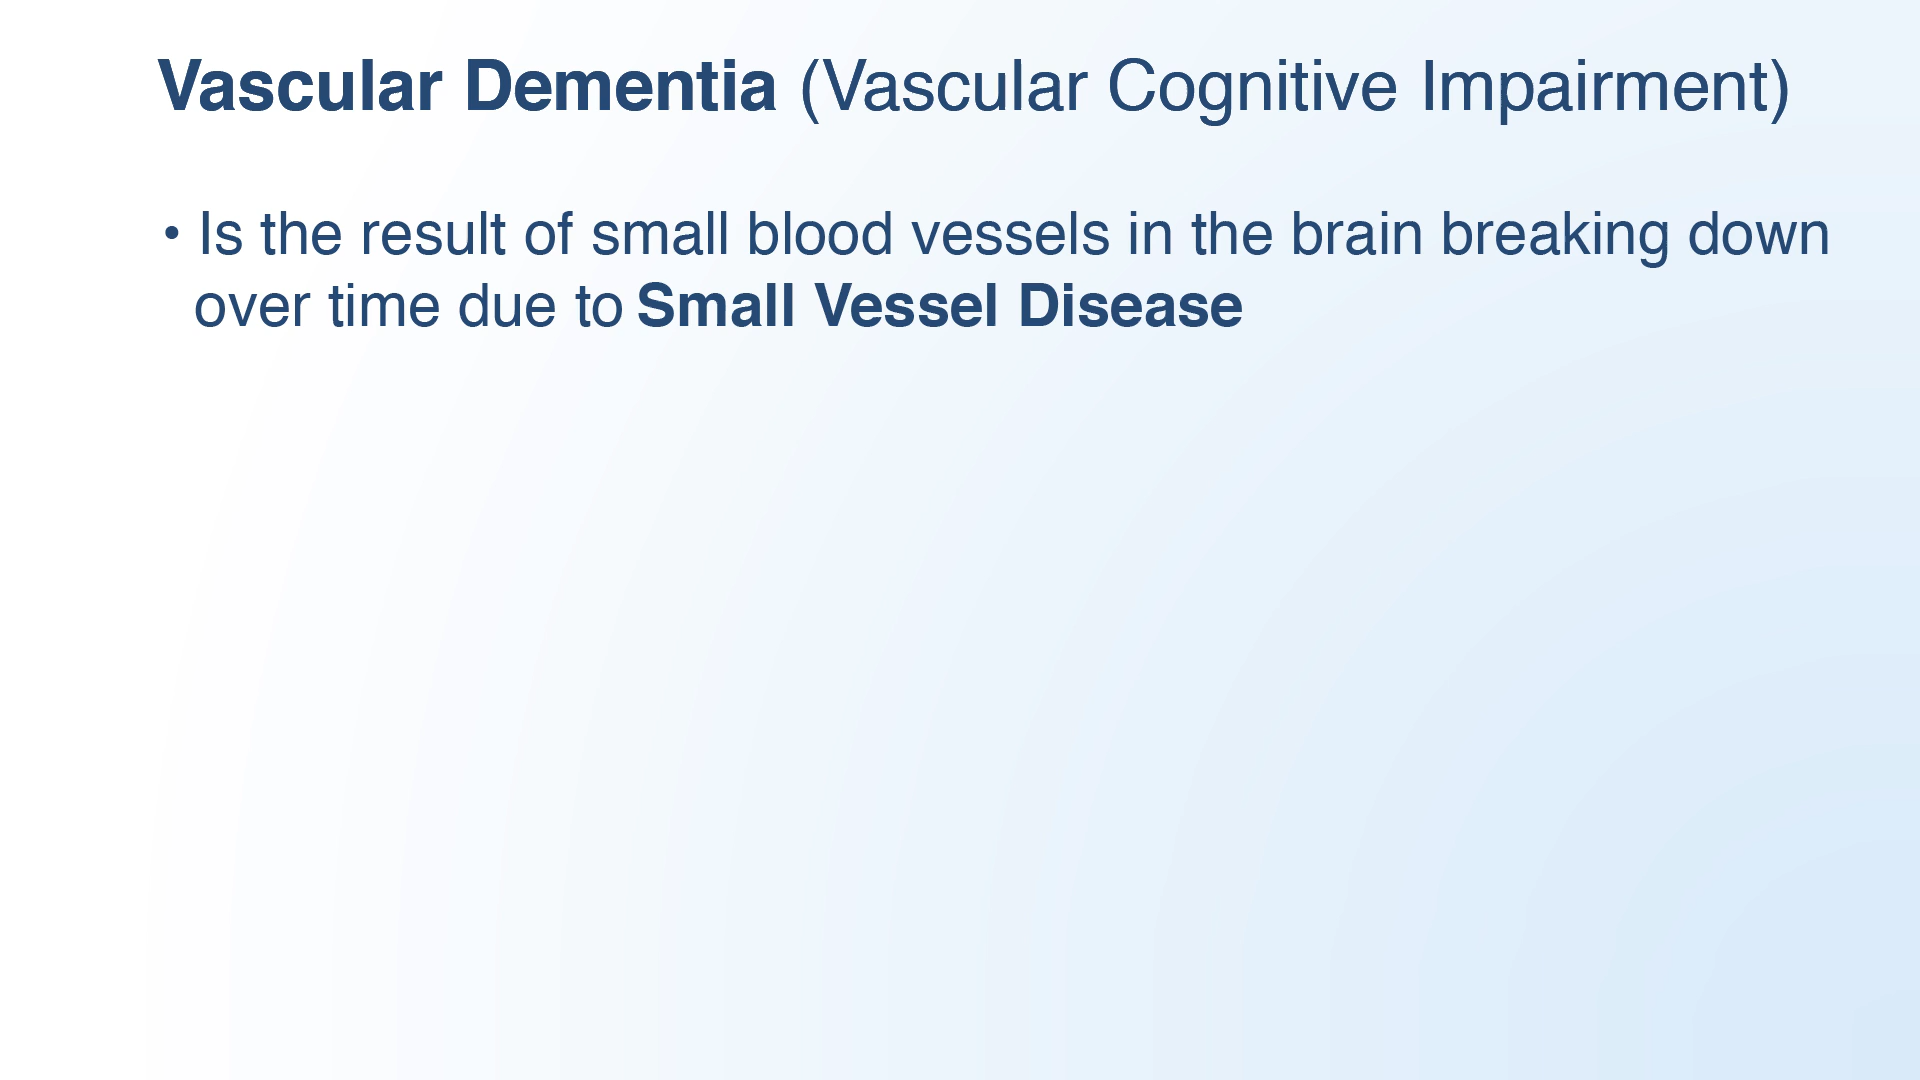 Vascular Dementia (Vascular Cognitive Impairment)
• Is the result of small blood vessels in the brain breaking down
over time due to Small Vessel Disease